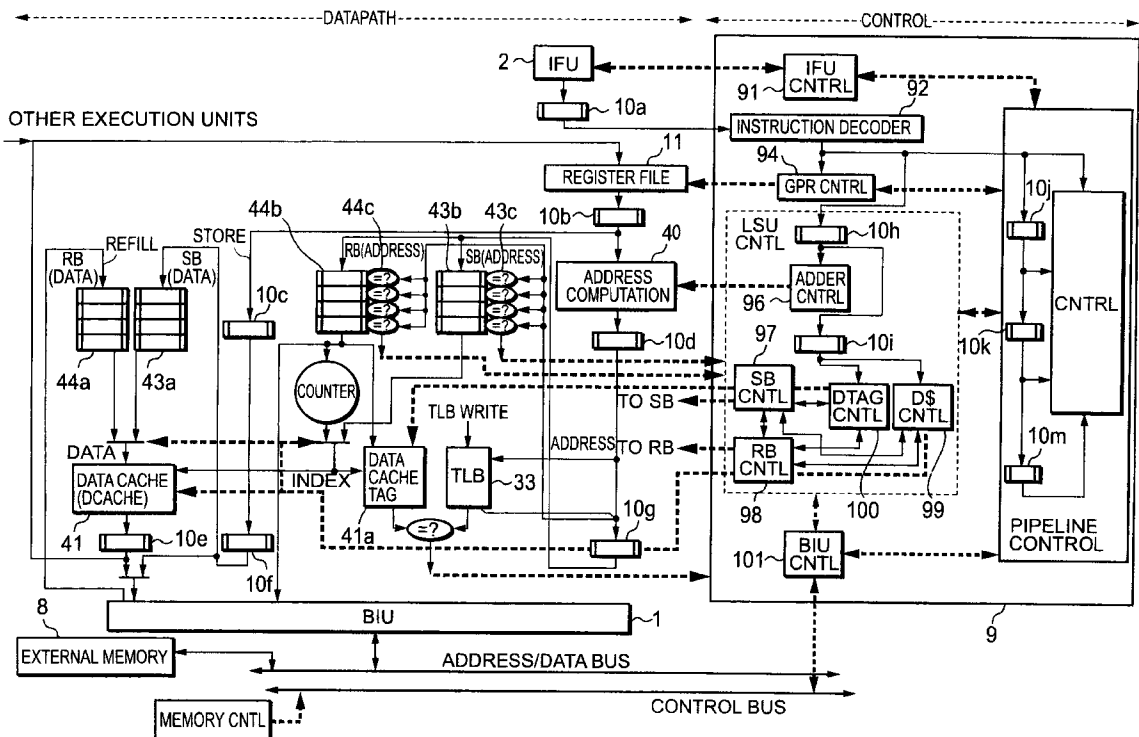 DATAPATH
CONTROL
2
IFU
IFU
CNTRL
91
92
10a
INSTRUCTION DECODER
OTHER EXECUTION UNITS
11
REGISTER FILE
94
GPR CNTRL
10j
10b
LSU
CNTL
10h
44b
44c
43b
43c
40
REFILL
STORE
RB
(DATA)
SB
(DATA)
RB(ADDRESS)
SB(ADDRESS)
=?
=?
=?
=?
=?
=?
=?
=?
ADDRESS
COMPUTATION
ADDER
CNTRL
96
CNTRL
10c
10d
10i
10k
44a
43a
97
SB
CNTL
DTAG
CNTL
D$
CNTL
COUNTER
TO SB
TLB WRITE
ADDRESS
TO RB
RB
CNTL
98
100
99
10m
DATA
DATA CACHE
(DCACHE)
INDEX
DATA
CACHE
TAG
TLB
33
41
41a
10e
10f
=?
10g
101
BIU
CNTL
PIPELINE
CONTROL
8
BIU
1
9
EXTERNAL MEMORY
ADDRESS/DATA BUS
CONTROL BUS
MEMORY CNTL